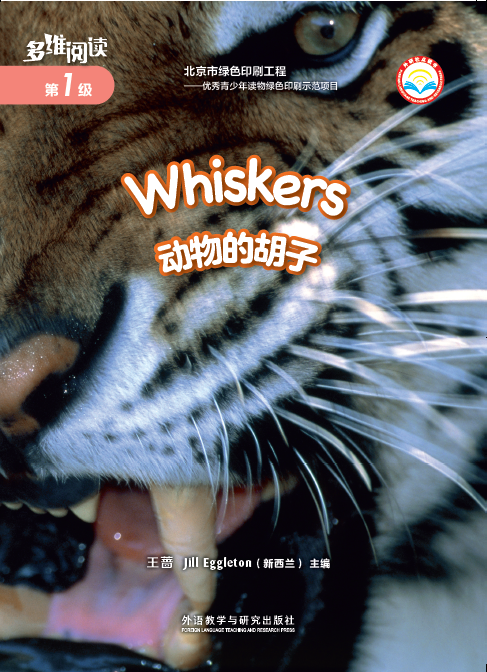 多维阅读
第1级
北京市绿色印刷工程
——优秀青少年读物绿色印刷示范项目
Whiskers
动物的胡子
王蔷 Jill Eggleton（新西兰） 主编
外语教学与研究出版社
FOREIGN LANGUAGE TEACHING AND RESEARCH PRESS